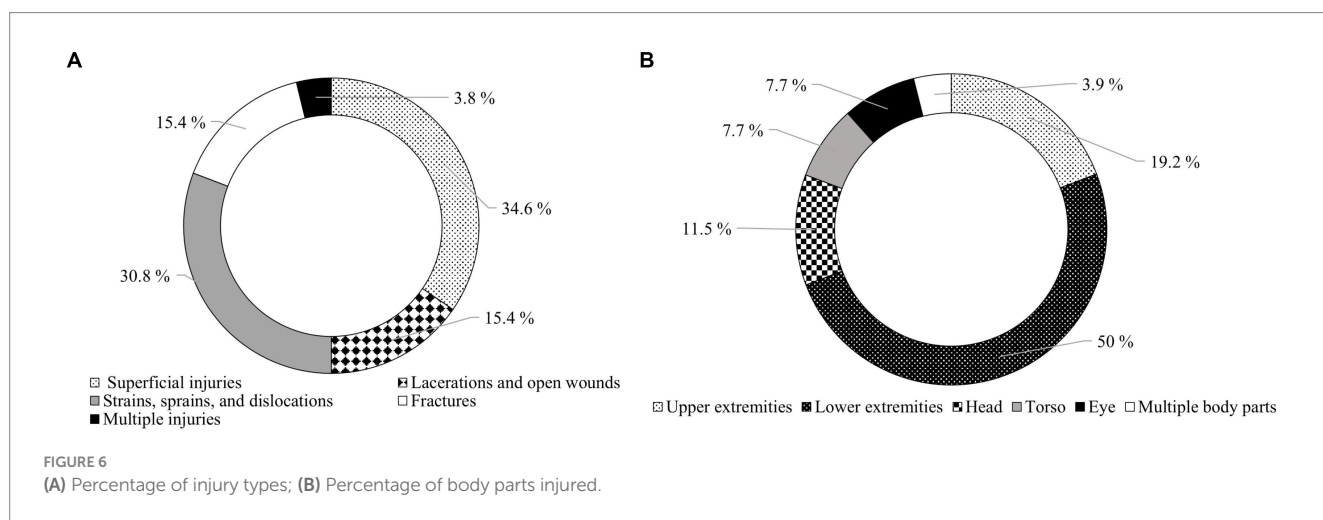 A
3.8 %
15.4 %
34.6 %
30.8 %
15.4 %
Superficial injuries
Lacerations and open wounds
Strains, sprains, and dislocations
Fractures
Multiple injuries
B
7.7 %
3.9 %
7.7 %
19.2 %
11.5 %
50 %
Upper extremities Lower extremities Head Torso Eye Multiple body parts
FIGURE 6
(A) Percentage of injury types; (B) Percentage of body parts injured.